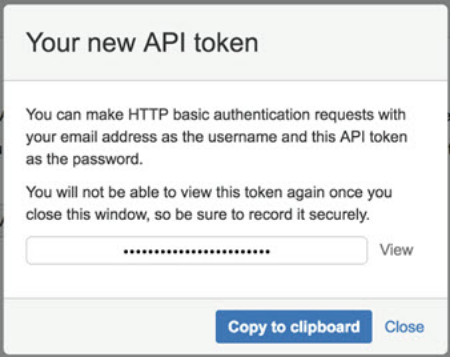 Your new API token
You can make HTTP basic authentication requests with
your email address as the username and this API token
as the password.
You will not be able to view this token again once you
close this window, so be sure to record it securely.
••••••••••••••••••••••••
View
Copy to clipboard
Close